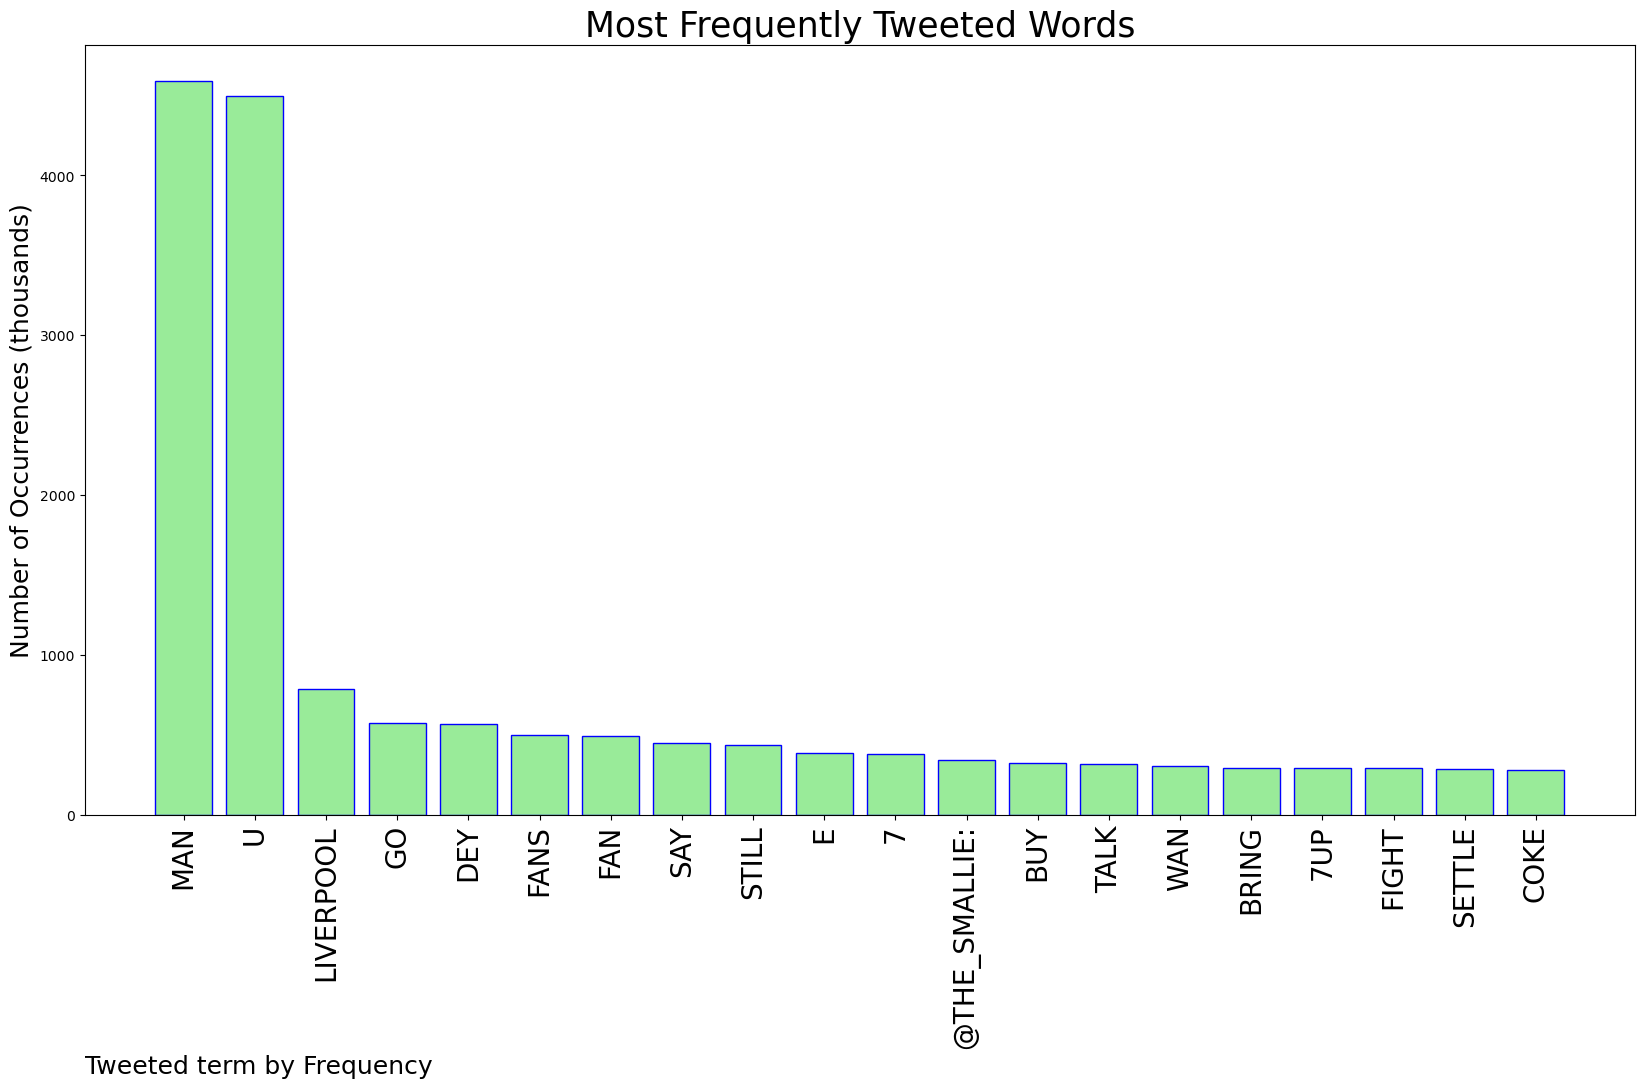 Most Frequently Tweeted Words
Number of Occurrences (thousands)
4000
3000
2000
1000
0
MAN
U
LIVERPOOL
GO
DEY
FANS
FAN
SAY
STILL
E
7
@THE_SMALLIE:
BUY
TALK
WAN
BRING
7UP
FIGHT
SETTLE
COKE
Tweeted term by Frequency